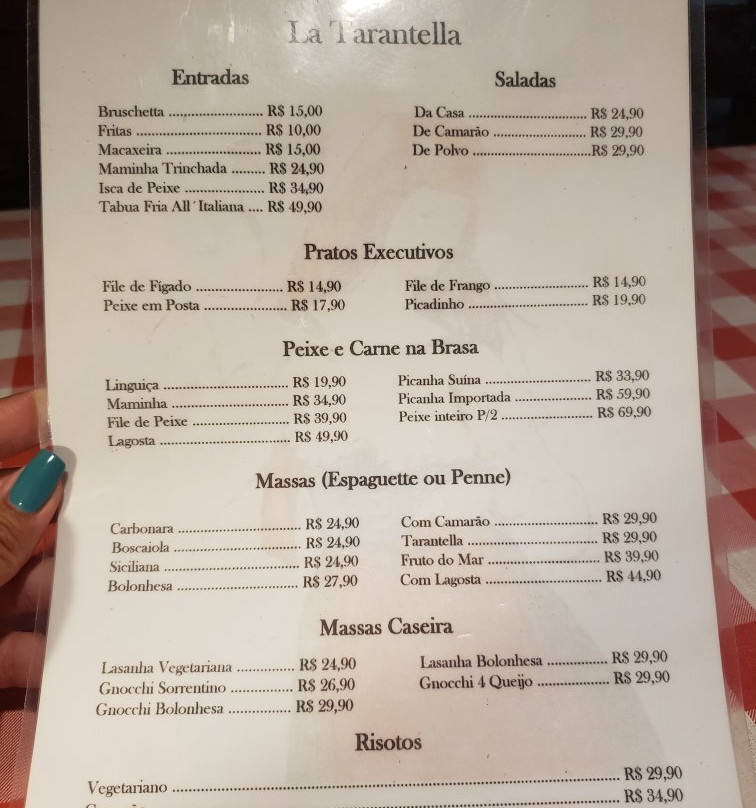 La Tarantella
Entradas
Bruschetta .......................... R$ 15,00
Fritas .................................. R$ 10,00
Macaxeira .......................... R$ 15,00
Maminha Trinchada ......... R$ 24,90
Isca de Peixe ...................... R$ 34,90
Tabua Fria All´Italiana .... R$ 49,90
Saladas
Da Casa ................................ R$ 24,90
De Camarão ......................... R$ 29,90
De Polvo ................................R$ 29,90
Pratos Executivos
File de Fígado ........................ R$ 14,90
Peixe em Posta ....................... R$ 17,90
File de Frango .......................... R$ 14,90
Picadinho ................................. R$ 19,90
Peixe e Carne na Brasa
Linguiça .................................. R$ 19,90
Maminha ................................ R$ 34,90
File de Peixe .......................... R$ 39,90
Lagosta .................................... R$ 49,90
Picanha Suína ............................. R$ 33,90
Picanha Importada ..................... R$ 59,90
Peixe inteiro P/2 ......................... R$ 69,90
Massas (Espaguette ou Penne)
Carbonara .................................. R$ 24,90
Boscaiola ................................... R$ 24,90
Siciliana ..................................... R$ 24,90
Bolonhesa .................................. R$ 27,90
Com Camarão ............................. R$ 29,90
Tarantella .................................... R$ 29,90
Fruto do Mar ............................... R$ 39,90
Com Lagosta ................................ R$ 44,90
Massas Caseira
Lasanha Vegetariana .............. R$ 24,90
Gnocchi Sorrentino ................ R$ 26,90
Gnocchi Bolonhesa ................ R$ 29,90
Lasanha Bolonhesa ................ R$ 29,90
Gnocchi 4 Queijo .................... R$ 29,90
Risotos
Vegetariano ........................................................................ R$ 29,90
R$ 34,90